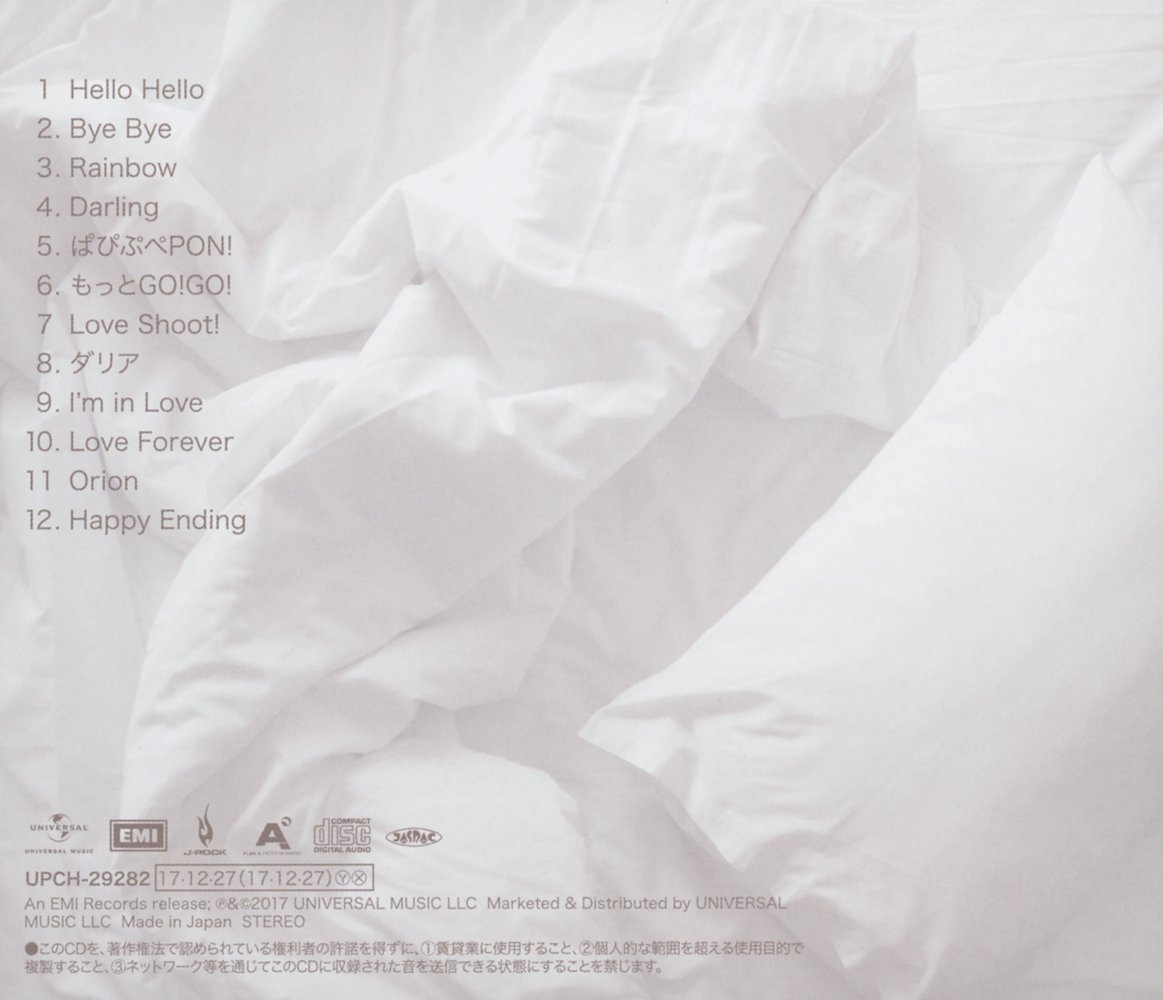 1 Hello Hello
2. Bye Bye
3. Rainbow
4. Darling
5. ぱぴぷぺPON!
6. もっとGO!GO!
7 Love Shoot!
8. ダリア
9. I'm in Love
10. Love Forever
11 Orion
12. Happy Ending
UNIVERSAL
UNIVERSAL MUSIC
EMI
J-ROCK
A
COMPACT
disc
DIGITAL AUDIO
JASRAC
UPCH-29282 17·12·27(17·12·27)ⓎⓍ
An EMI Records release; ℗&©2017 UNIVERSAL MUSIC LLC Marketed & Distributed by UNIVERSAL
MUSIC LLC Made in Japan STEREO
●このCDを、著作権法で認められている権利者の許諾を得ずに、①賃貸業に使用すること、②個人的な範囲を超える使用目的で
複製すること、③ネットワーク等を通じてこのCDに収録された音を送信できる状態にすることを禁じます。